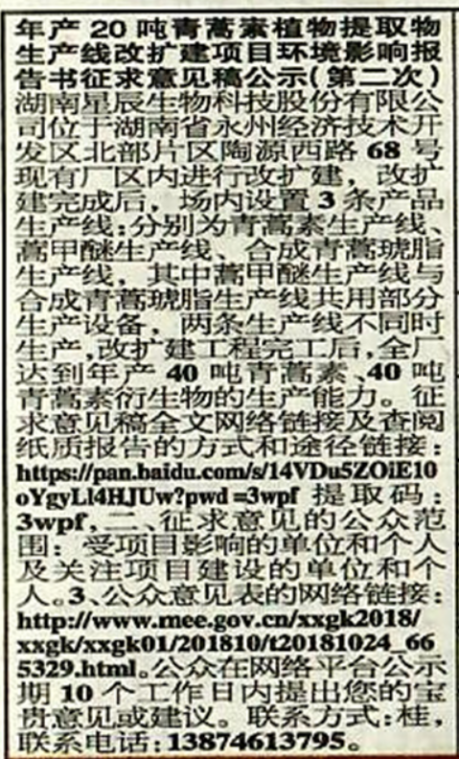 年产20吨青蒿素植物提取物
生产线改扩建项目环境影响报
告书征求意见稿公示(第二次)
湖南星辰生物科技股份有限公
司位于湖南省永州经济技术开
发区北部片区陶源西路68号
现有厂区内进行改扩建，改扩
建完成后，场内设置3条产品
生产线:分别为青蒿素生产线、
蒿甲醚生产线、合成青蒿琥脂
生产线，其中蒿甲醚生产线与
合成青蒿琥脂生产线共用部分
生产设备，两条生产线不同时
生产,改扩建工程完工后,全厂
达到年产40吨青蒿素、40吨
青蒿素衍生物的生产能力。征
求意见稿全文网络链接及查阅
纸质报告的方式和途径链接：
https://pan.baidu.com/s/14VDu5ZOiE10
oYgyLl4HJUw?pwd=3wpf 提取码：
3wpf,二、征求意见的公众范
围：受项目影响的单位和个人
及关注项目建设的单位和个
人。3、公众意见表的网络链接：
http://www.mee.gov.cn/xxgk2018/
xxgk/xxgk01/201810/t20181024_66
5329.html。公众在网络平台公示
期10个工作日内提出您的宝
贵意见或建议。联系方式:桂，
联系电话:13874613795。